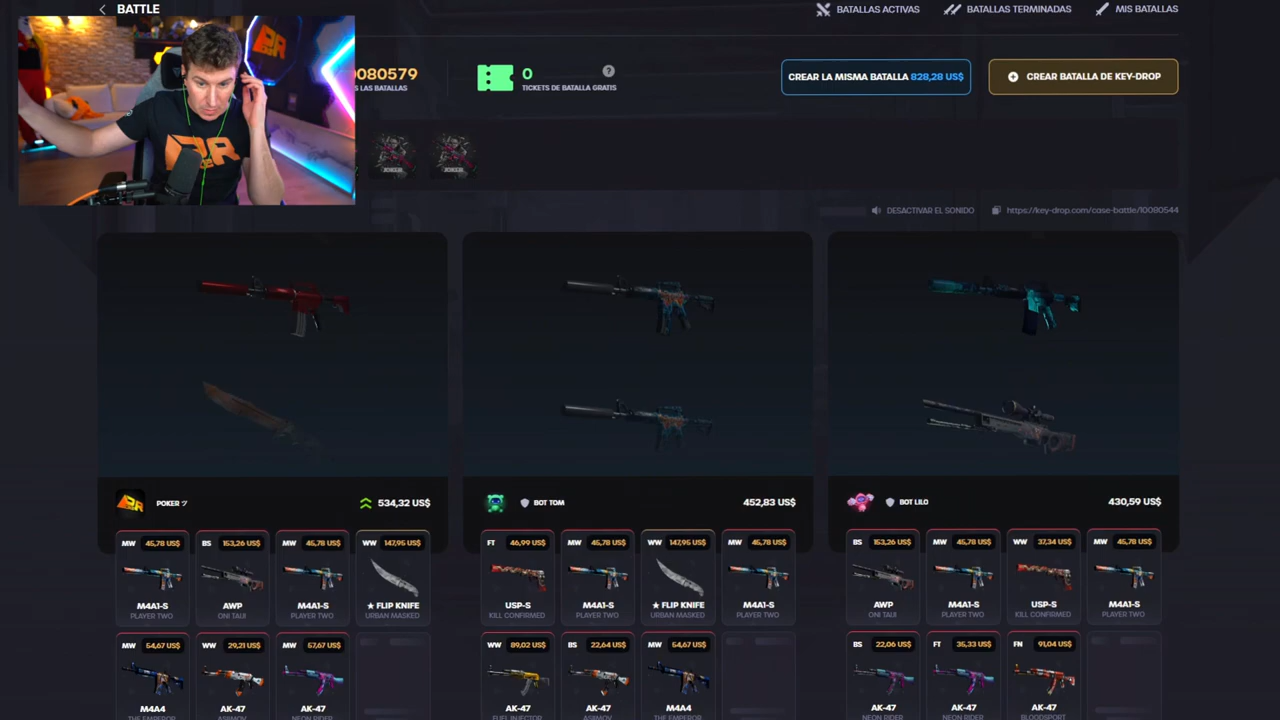 BATTLE
BATALLAS ACTIVAS
BATALLAS TERMINADAS
MIS BATALLAS
080579
LAS BATALLAS
0
?
TICKETS DE BATALLA GRATIS
CREAR LA MISMA BATALLA 828,28 US$
CREAR BATALLA DE KEY-DROP
JOKER
JOKER
DESACTIVAR EL SONIDO
https://key-drop.com/case-battle/10080544
POKER ツ
534,32 US$
BOT TOM
452,83 US$
BOT LILO
430,59 US$
MW 45,78 US$
M4A1-S
PLAYER TWO
BS 153,26 US$
AWP
ONI TAIJI
MW 45,78 US$
M4A1-S
PLAYER TWO
WW 147,95 US$
★ FLIP KNIFE
URBAN MASKED
FT 46,99 US$
USP-S
KILL CONFIRMED
MW 45,78 US$
M4A1-S
PLAYER TWO
WW 147,95 US$
★ FLIP KNIFE
URBAN MASKED
MW 45,78 US$
M4A1-S
PLAYER TWO
BS 153,26 US$
AWP
ONI TAIJI
MW 45,78 US$
M4A1-S
PLAYER TWO
WW 37,34 US$
USP-S
KILL CONFIRMED
MW 45,78 US$
M4A1-S
PLAYER TWO
MW 54,67 US$
M4A4
THE EMPEROR
WW 29,21 US$
AK-47
ASIIMOV
MW 57,67 US$
AK-47
NEON RIDER
WW 89,02 US$
AK-47
FUEL INJECTOR
BS 22,64 US$
AK-47
ASIIMOV
MW 54,67 US$
M4A4
THE EMPEROR
BS 22,06 US$
AK-47
NEON RIDER
FT 35,33 US$
AK-47
NEON RIDER
FN 91,04 US$
AK-47
BLOODSPORT